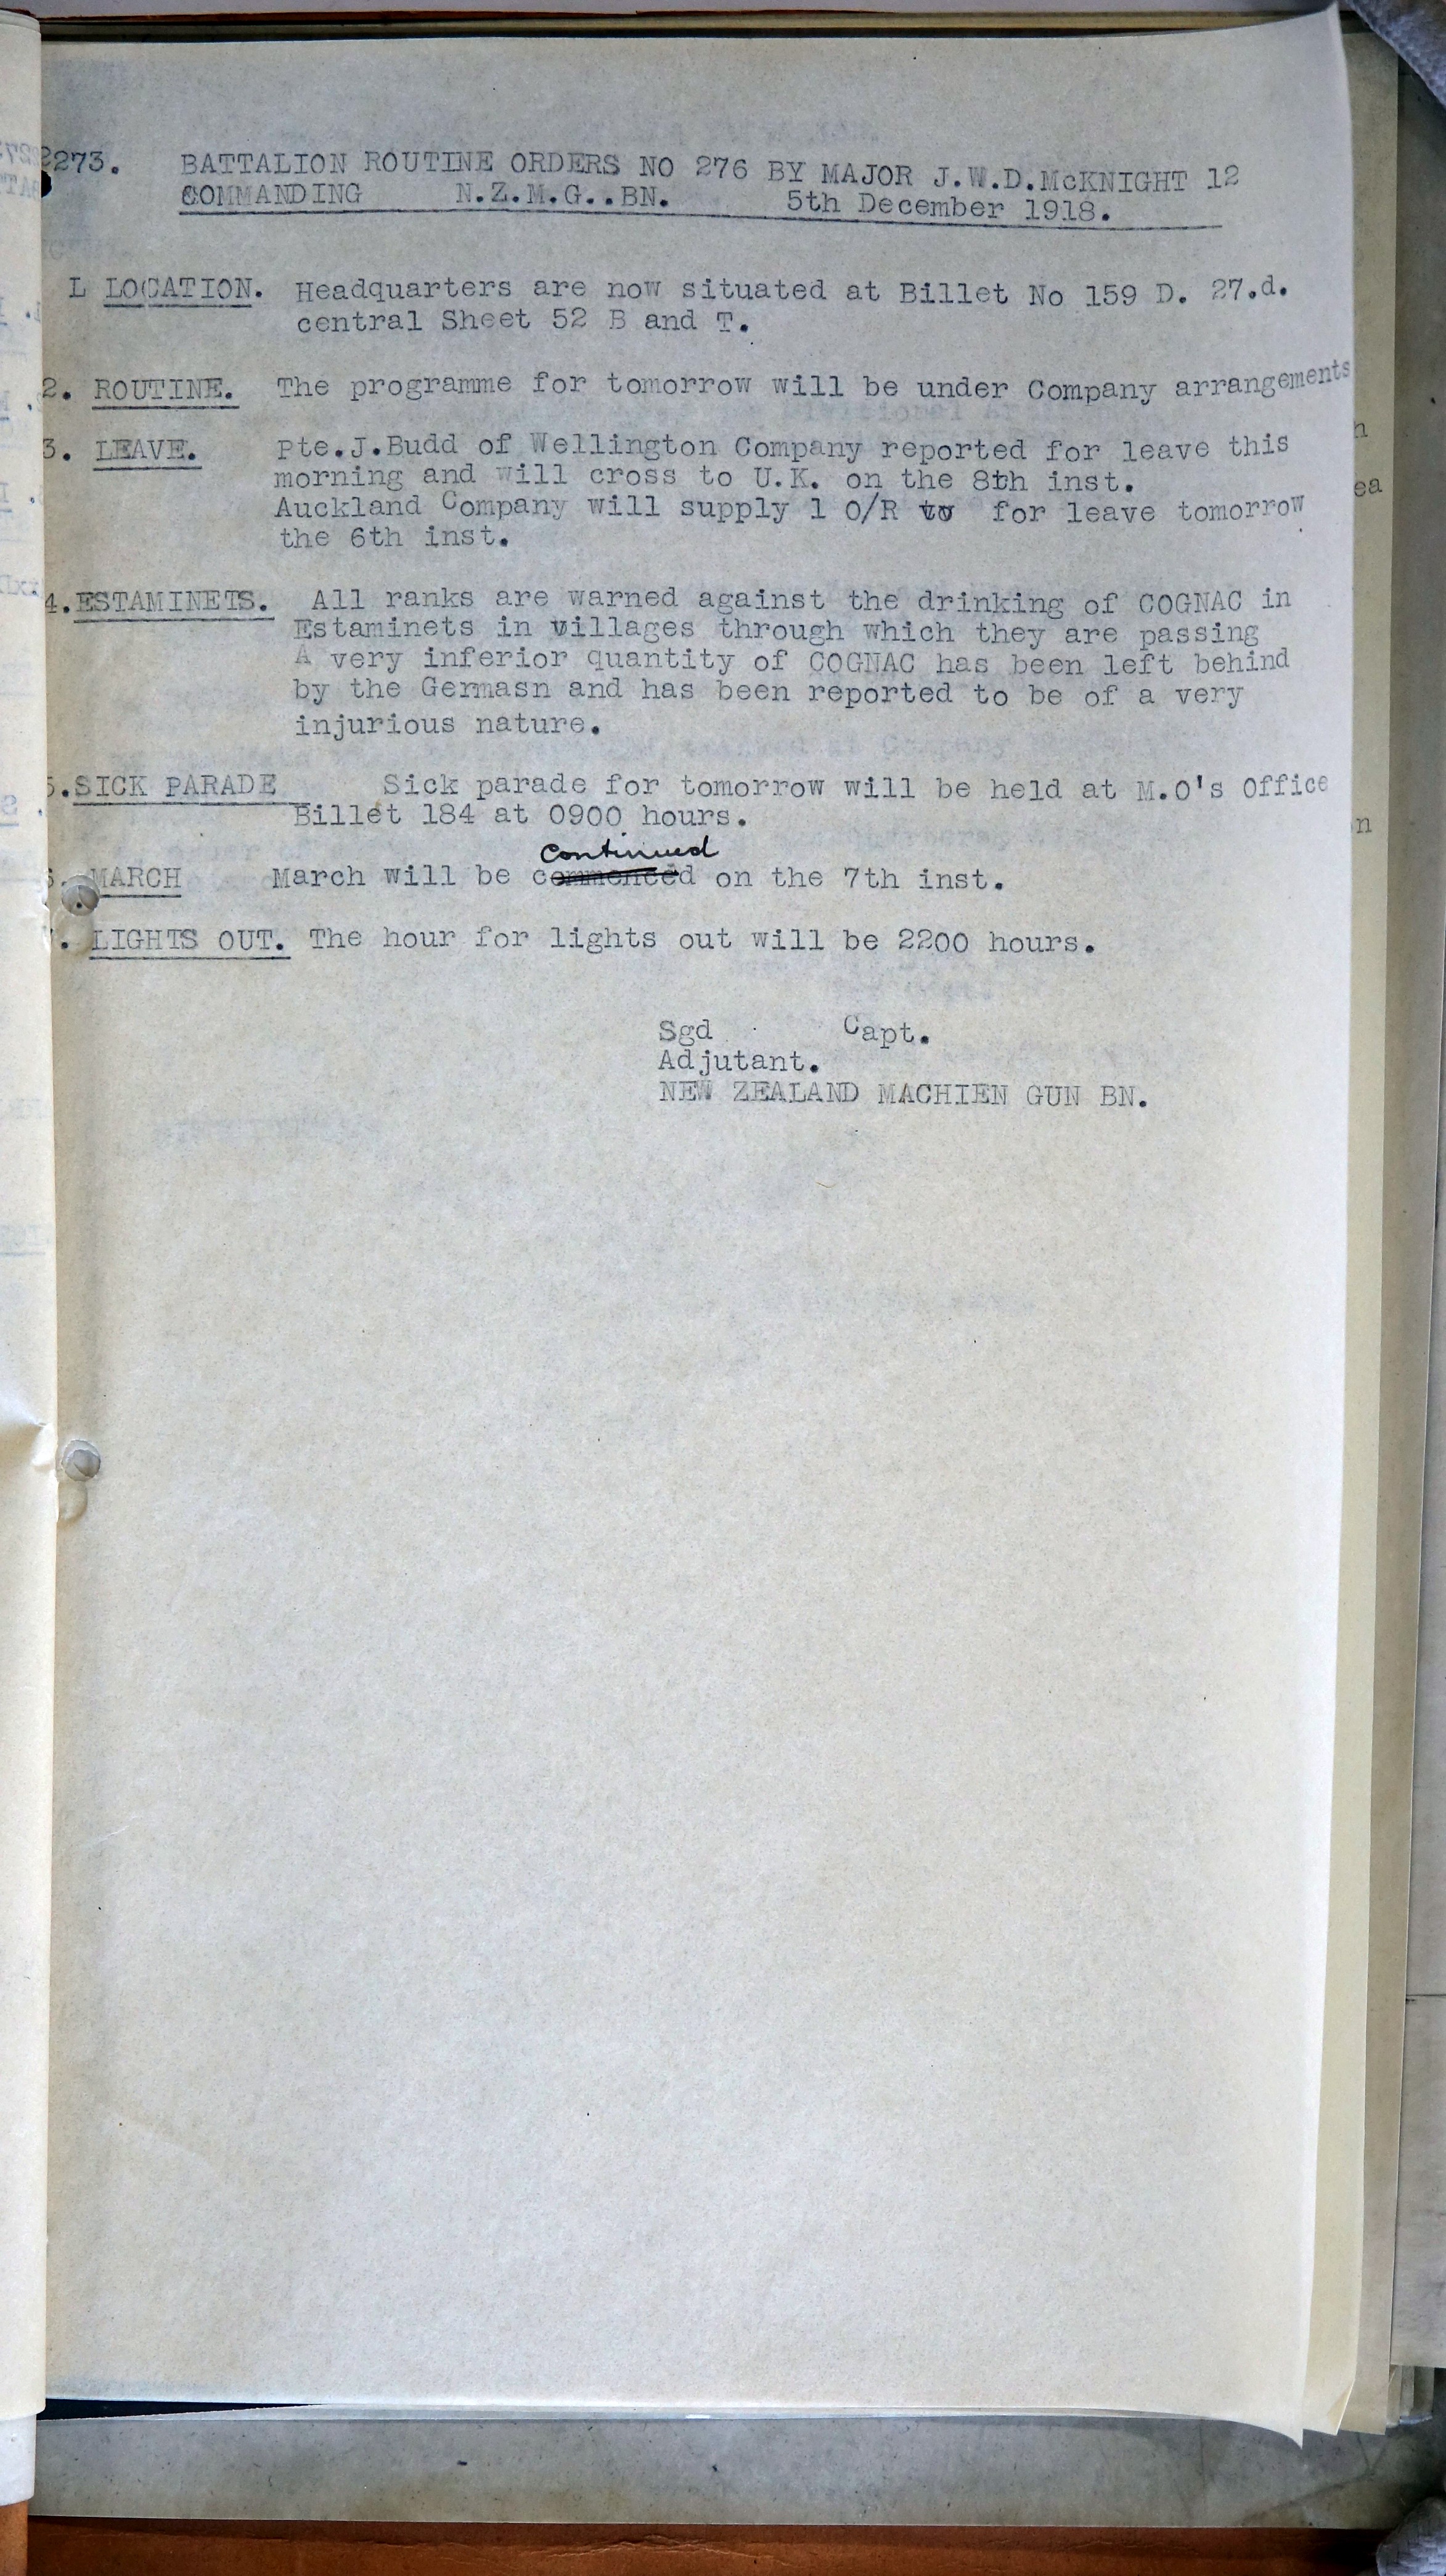 2273. BATTALION ROUTINE ORDERS NO 276 BY MAJOR J.W.D.McKNIGHT 12
COMMANDING N.Z.M.G..BN. 5th December 1918.
L LOCATION. Headquarters are now situated at Billet No 159 D. 27.d.
central Sheet 52 B and T.
2. ROUTINE. The programme for tomorrow will be under Company arrangements
3. LEAVE. Pte.J.Budd of Wellington Company reported for leave this
morning and will cross to U.K. on the 8th inst.
Auckland Company will supply 1 O/R to for leave tomorrow
the 6th inst.
4.ESTAMINETS. All ranks are warned against the drinking of COGNAC in
Estaminets in villages through which they are passing
A very inferior quantity of COGNAC has been left behind
by the Germasn and has been reported to be of a very
injurious nature.
5.SICK PARADE Sick parade for tomorrow will be held at M.O's Office
Billet 184 at 0900 hours.
continued
6. MARCH March will be commenced on the 7th inst.
. LIGHTS OUT. The hour for lights out will be 2200 hours.
Sgd Capt.
Adjutant.
NEW ZEALAND MACHIEN GUN BN.